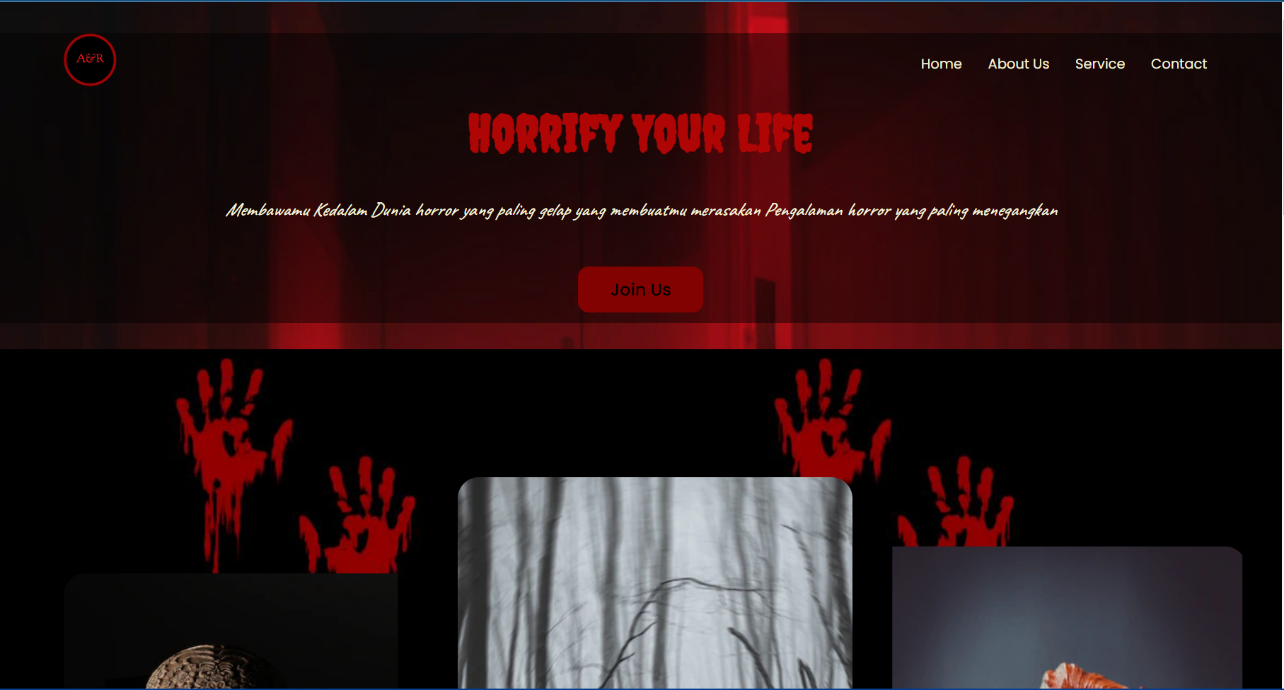 A&R
Home About Us Service Contact
HORRIFY YOUR LIFE
Membawamu Kedalam Dunia horror yang paling gelap yang membuatmu merasakan Pengalaman horror yang paling menegangkan
Join Us